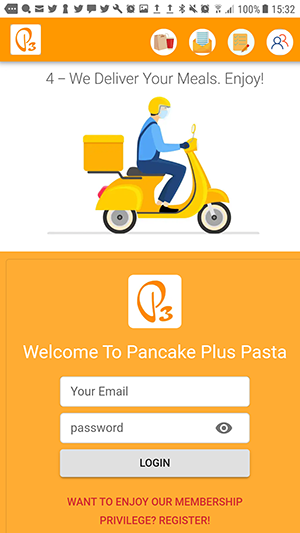 100% 15:32
P3
4 – We Deliver Your Meals. Enjoy!
P3
Welcome To Pancake Plus Pasta
Your Email
password
LOGIN
WANT TO ENJOY OUR MEMBERSHIP
PRIVILEGE? REGISTER!